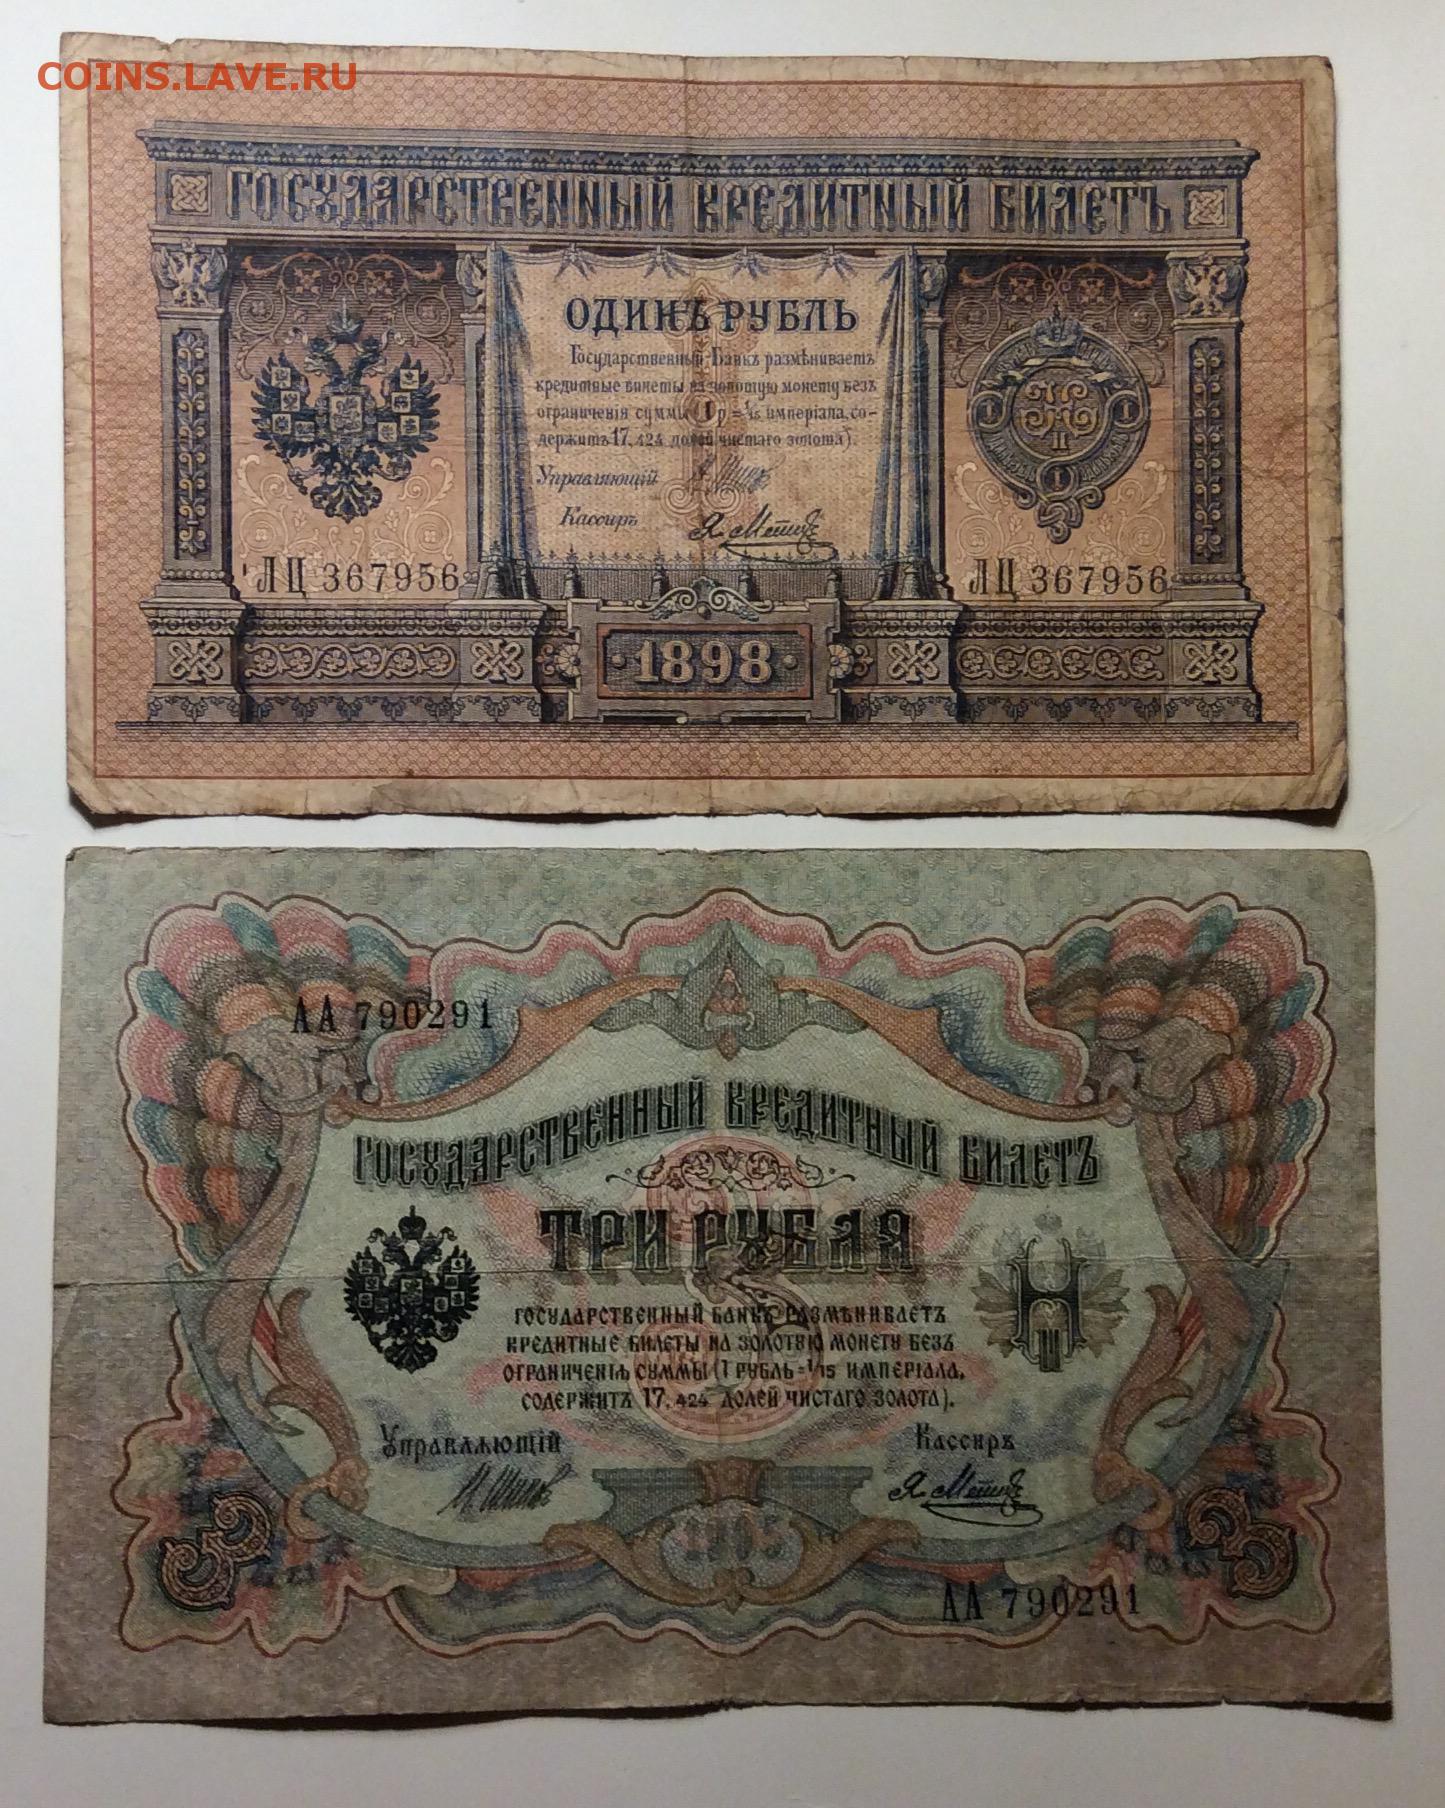 COINS.LAVE.RU
ГОСУДАРСТВЕННЫЙ КРЕДИТНЫЙ БИЛЕТЪ
ОДИНЪ РУБЛЬ
Государственный Банкъ размѣниваетъ
кредитные билеты на золотую монету безъ
ограниченія суммы (1 р = 1/15 имперіала, со-
держитъ 17,424 долей чистаго золота).
Управляющій
Кассиръ
ЛЦ 367956
ЛЦ 367956
1898
АА 790291
ГОСУДАРСТВЕННЫЙ КРЕДИТНЫЙ БИЛЕТЪ
ТРИ РУБЛЯ
ГОСУДАРСТВЕННЫЙ БАНКЪ РАЗМѢНИВАЕТЪ
КРЕДИТНЫЕ БИЛЕТЫ НА ЗОЛОТУЮ МОНЕТУ БЕЗЪ
ОГРАНИЧЕНІЯ СУММЫ (1 РУБЛЬ = 1/15 ИМПЕРІАЛА,
СОДЕРЖИТЪ 17,424 ДОЛЕЙ ЧИСТАГО ЗОЛОТА).
Управляющій Кассиръ
3 1905 3
АА 790291